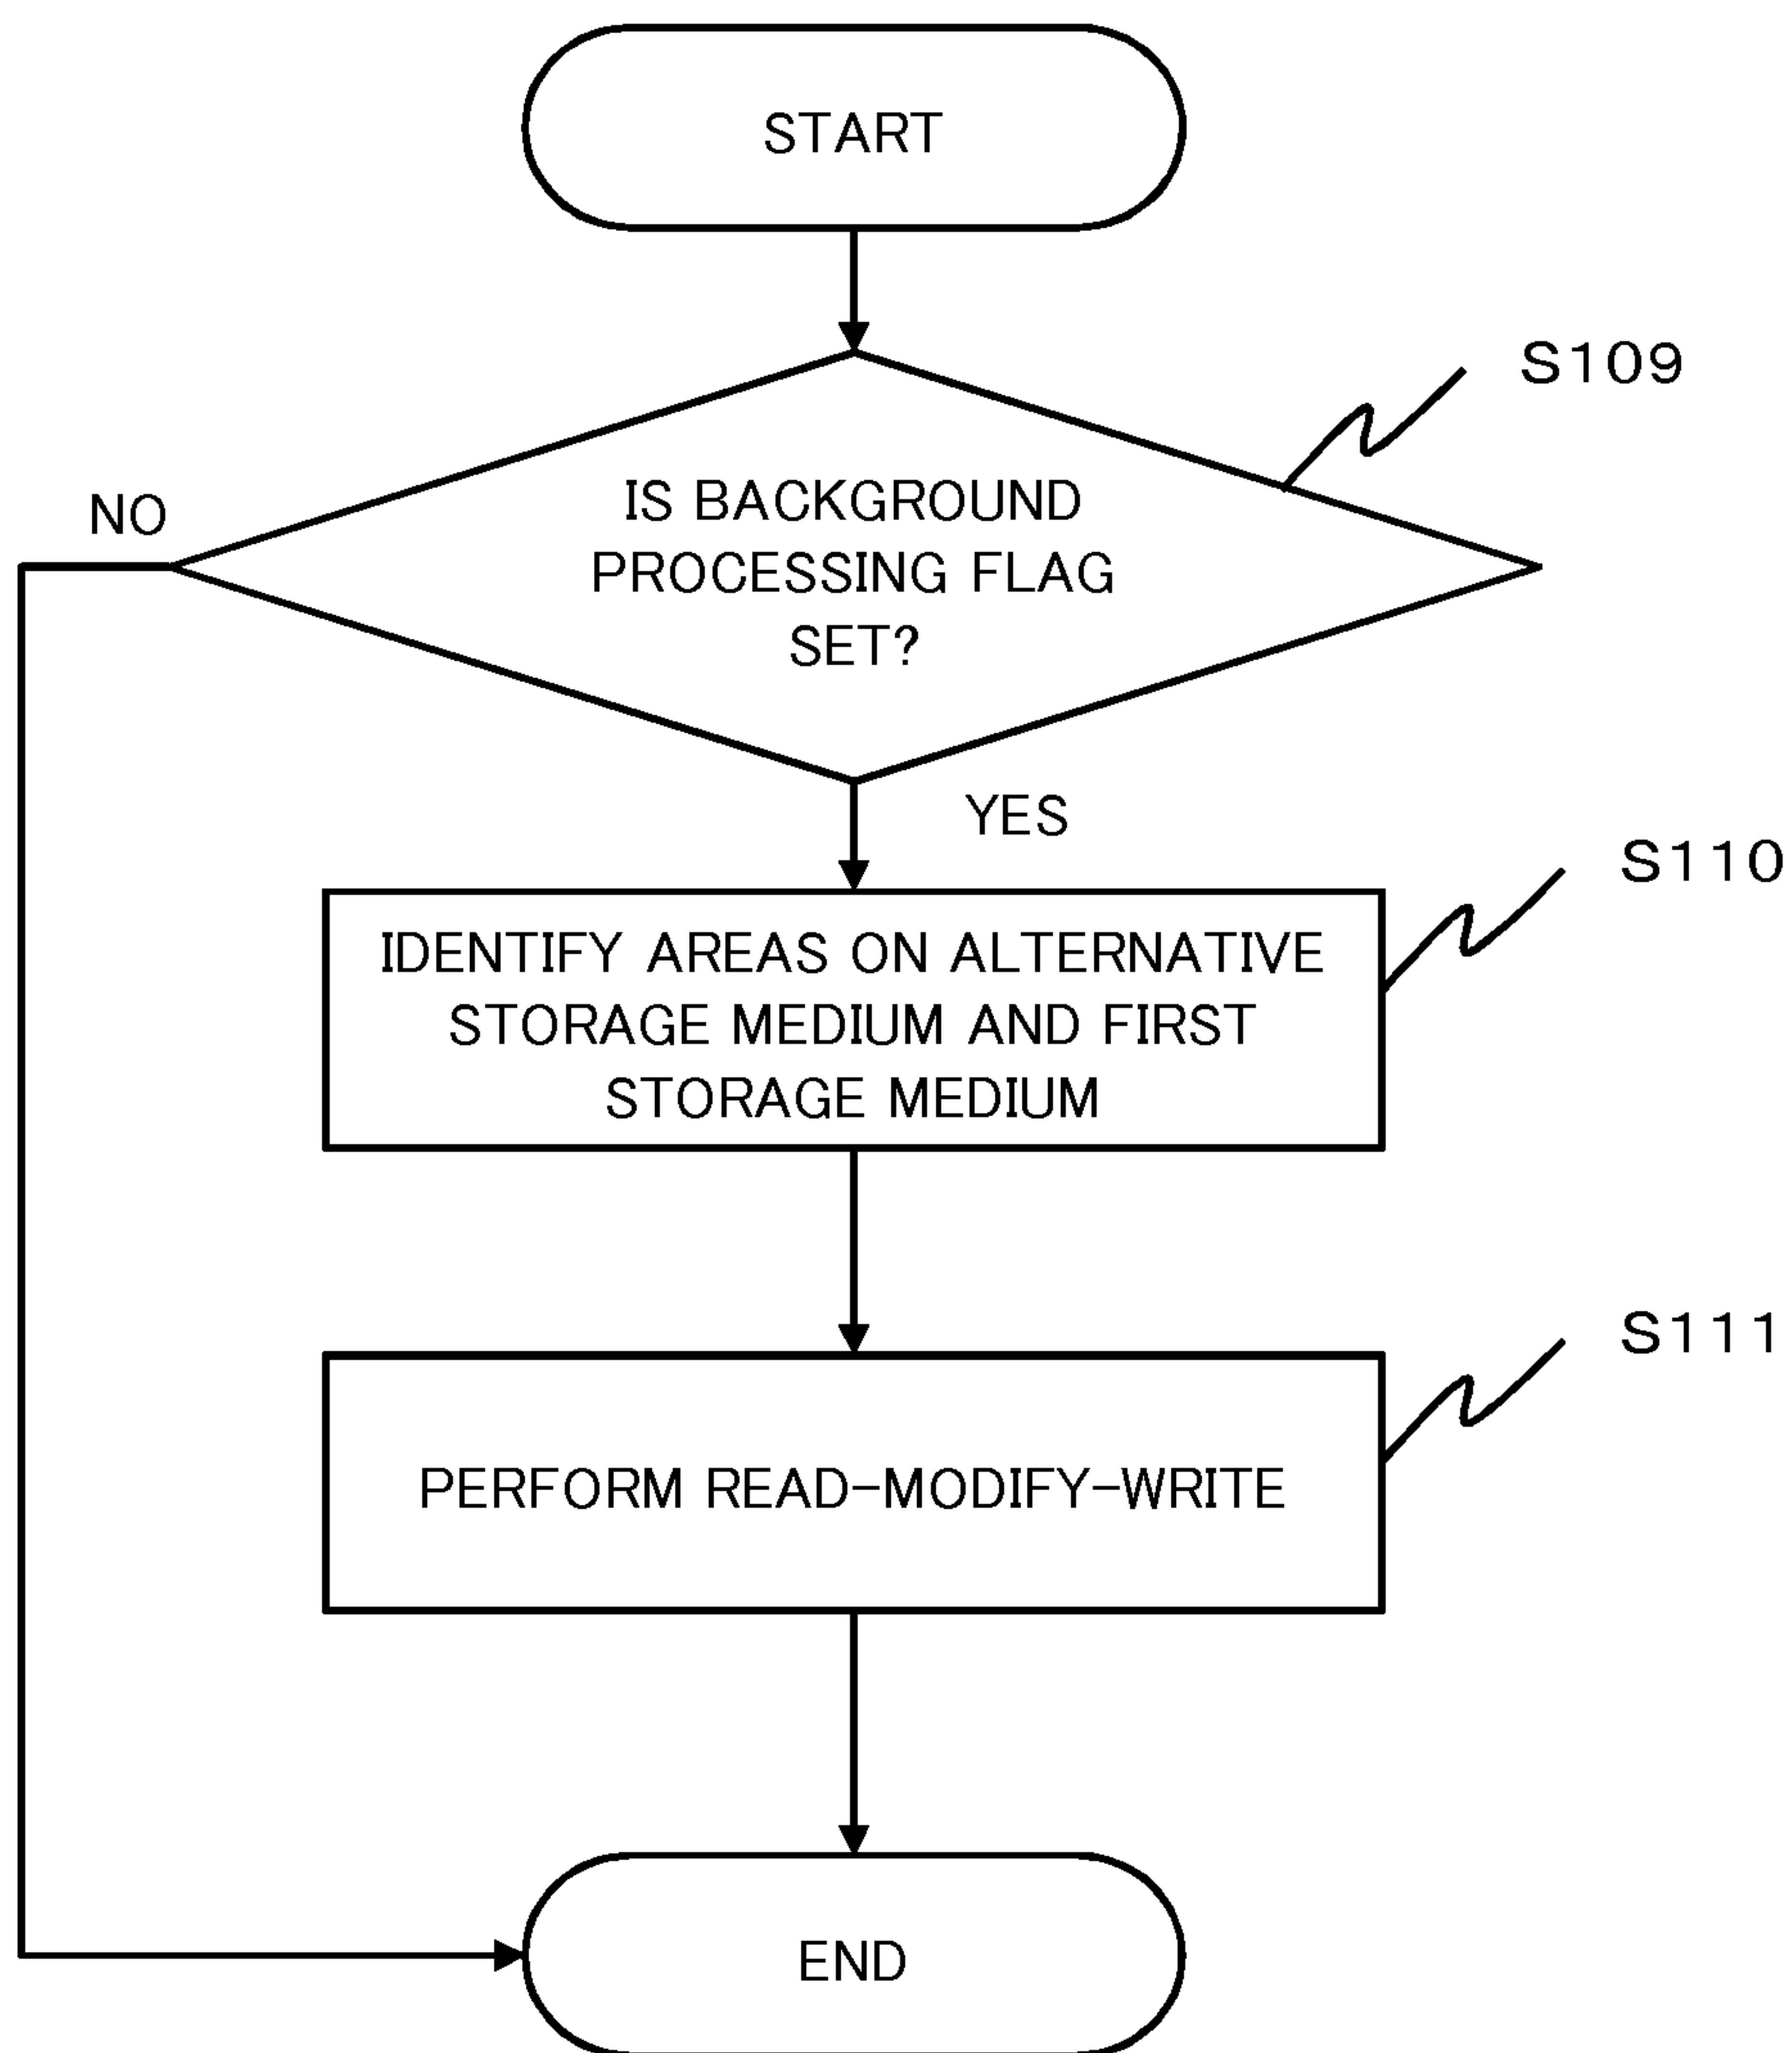 START
S109
NO
IS BACKGROUND
PROCESSING FLAG
SET?
YES
S110
IDENTIFY AREAS ON ALTERNATIVE
STORAGE MEDIUM AND FIRST
STORAGE MEDIUM
S111
PERFORM READ-MODIFY-WRITE
END